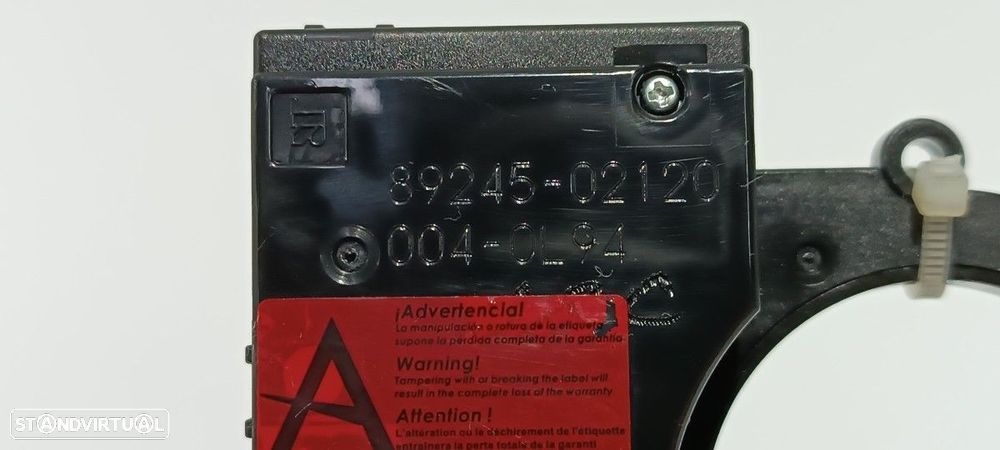 R
89245-02120
004-0L94
¡Advertencia!
La manipulación o rotura de la etiqueta
supone la pérdida completa de la garantía
Warning!
Tampering with or breaking the label will
result in the complete loss of the warranty
Attention !
L'altération ou le déchirement de l'étiquette
entraînera la perte totale de la garanti
A
STANDVIRTUAL